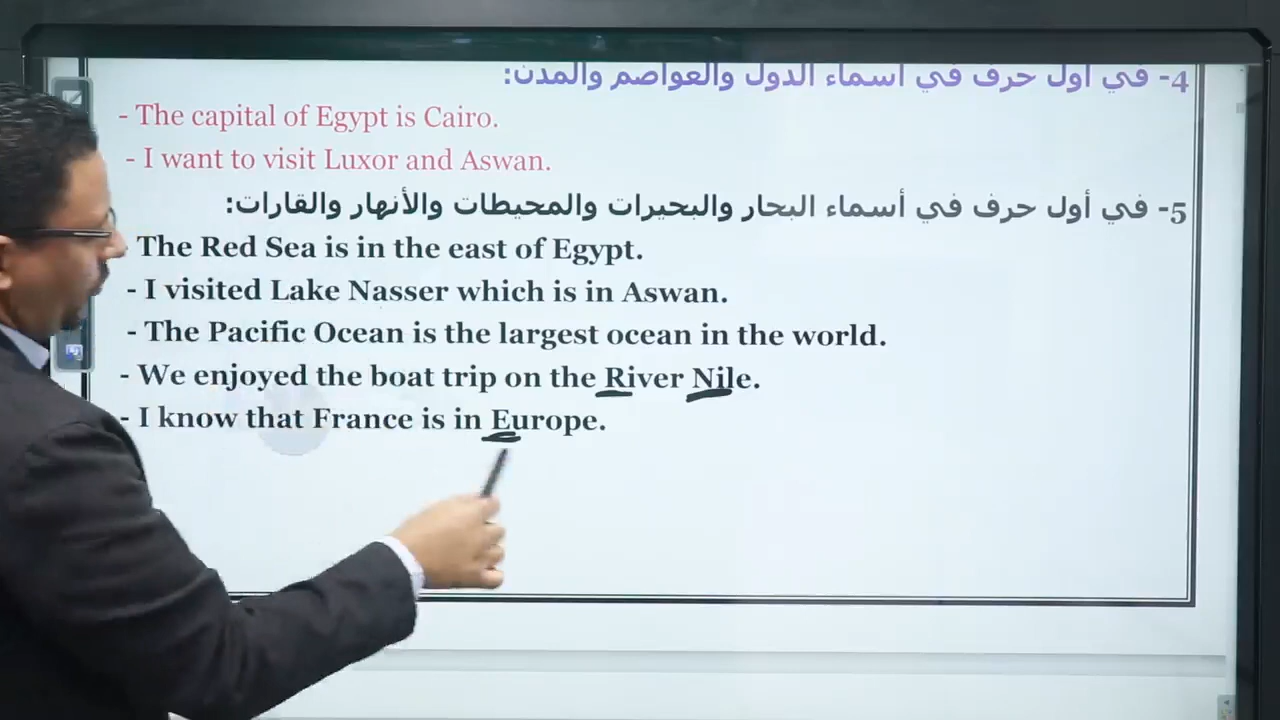 4- في أول حرف في أسماء الدول والعواصم والمدن:
- The capital of Egypt is Cairo.
- I want to visit Luxor and Aswan.
5- في أول حرف في أسماء البحار والبحيرات والمحيطات والأنهار والقارات:
The Red Sea is in the east of Egypt.
- I visited Lake Nasser which is in Aswan.
- The Pacific Ocean is the largest ocean in the world.
- We enjoyed the boat trip on the River Nile.
- I know that France is in Europe.